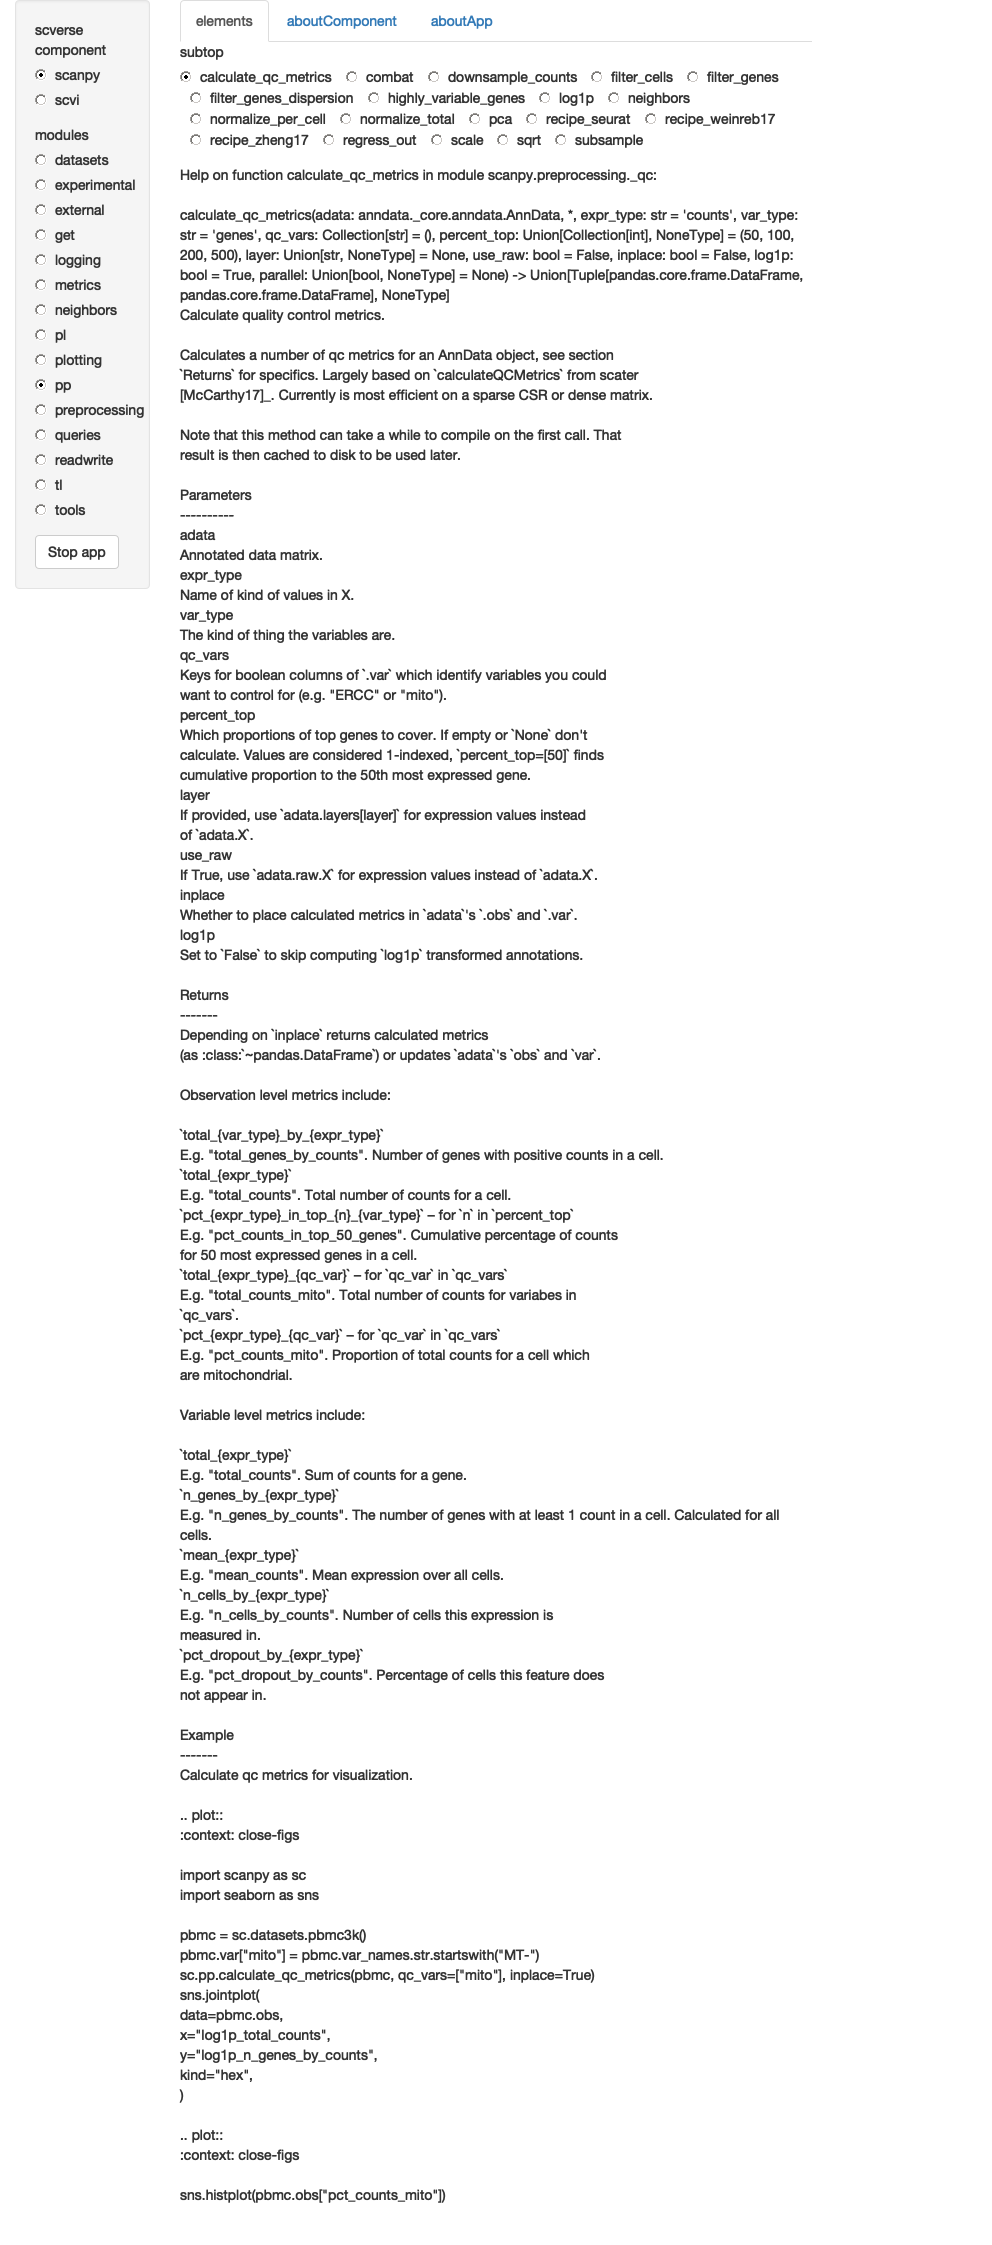 scverse
component
scanpy
scvi
modules
datasets
experimental
external
get
logging
metrics
neighbors
pl
plotting
pp
preprocessing
queries
readwrite
tl
tools
Stop app
elements aboutComponent aboutApp
subtop
calculate_qc_metrics combat downsample_counts filter_cells filter_genes
filter_genes_dispersion highly_variable_genes log1p neighbors
normalize_per_cell normalize_total pca recipe_seurat recipe_weinreb17
recipe_zheng17 regress_out scale sqrt subsample
Help on function calculate_qc_metrics in module scanpy.preprocessing._qc:
calculate_qc_metrics(adata: anndata._core.anndata.AnnData, *, expr_type: str = 'counts', var_type:
str = 'genes', qc_vars: Collection[str] = (), percent_top: Union[Collection[int], NoneType] = (50, 100,
200, 500), layer: Union[str, NoneType] = None, use_raw: bool = False, inplace: bool = False, log1p:
bool = True, parallel: Union[bool, NoneType] = None) -> Union[Tuple[pandas.core.frame.DataFrame,
pandas.core.frame.DataFrame], NoneType]
Calculate quality control metrics.
Calculates a number of qc metrics for an AnnData object, see section
`Returns` for specifics. Largely based on `calculateQCMetrics` from scater
[McCarthy17]_. Currently is most efficient on a sparse CSR or dense matrix.
Note that this method can take a while to compile on the first call. That
result is then cached to disk to be used later.
Parameters
----------
adata
Annotated data matrix.
expr_type
Name of kind of values in X.
var_type
The kind of thing the variables are.
qc_vars
Keys for boolean columns of `.var` which identify variables you could
want to control for (e.g. "ERCC" or "mito").
percent_top
Which proportions of top genes to cover. If empty or `None` don't
calculate. Values are considered 1-indexed, `percent_top=[50]` finds
cumulative proportion to the 50th most expressed gene.
layer
If provided, use `adata.layers[layer]` for expression values instead
of `adata.X`.
use_raw
If True, use `adata.raw.X` for expression values instead of `adata.X`.
inplace
Whether to place calculated metrics in `adata`'s `.obs` and `.var`.
log1p
Set to `False` to skip computing `log1p` transformed annotations.
Returns
-------
Depending on `inplace` returns calculated metrics
(as :class:`~pandas.DataFrame`) or updates `adata`'s `obs` and `var`.
Observation level metrics include:
`total_{var_type}_by_{expr_type}`
E.g. "total_genes_by_counts". Number of genes with positive counts in a cell.
`total_{expr_type}`
E.g. "total_counts". Total number of counts for a cell.
`pct_{expr_type}_in_top_{n}_{var_type}` – for `n` in `percent_top`
E.g. "pct_counts_in_top_50_genes". Cumulative percentage of counts
for 50 most expressed genes in a cell.
`total_{expr_type}_{qc_var}` – for `qc_var` in `qc_vars`
E.g. "total_counts_mito". Total number of counts for variabes in
`qc_vars`.
`pct_{expr_type}_{qc_var}` – for `qc_var` in `qc_vars`
E.g. "pct_counts_mito". Proportion of total counts for a cell which
are mitochondrial.
Variable level metrics include:
`total_{expr_type}`
E.g. "total_counts". Sum of counts for a gene.
`n_genes_by_{expr_type}`
E.g. "n_genes_by_counts". The number of genes with at least 1 count in a cell. Calculated for all
cells.
`mean_{expr_type}`
E.g. "mean_counts". Mean expression over all cells.
`n_cells_by_{expr_type}`
E.g. "n_cells_by_counts". Number of cells this expression is
measured in.
`pct_dropout_by_{expr_type}`
E.g. "pct_dropout_by_counts". Percentage of cells this feature does
not appear in.
Example
-------
Calculate qc metrics for visualization.
.. plot::
:context: close-figs
import scanpy as sc
import seaborn as sns
pbmc = sc.datasets.pbmc3k()
pbmc.var["mito"] = pbmc.var_names.str.startswith("MT-")
sc.pp.calculate_qc_metrics(pbmc, qc_vars=["mito"], inplace=True)
sns.jointplot(
data=pbmc.obs,
x="log1p_total_counts",
y="log1p_n_genes_by_counts",
kind="hex",
)
.. plot::
:context: close-figs
sns.histplot(pbmc.obs["pct_counts_mito"])